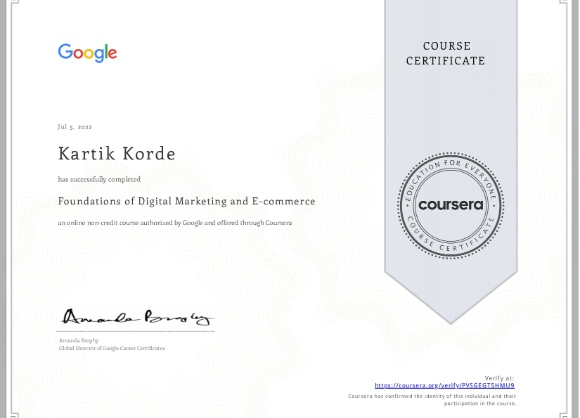 Google
COURSE
CERTIFICATE
Jul 5, 2022
Kartik Korde
has successfully completed
Foundations of Digital Marketing and E-commerce
an online non-credit course authorized by Google and offered through Coursera
EDUCATION FOR EVERYONE
coursera
COURSE CERTIFICATE
Amanda Brophy
Amanda Brophy
Global Director of Google Career Certificates
Verify at:
https://coursera.org/verify/PVSGEGT5HMU9
Coursera has confirmed the identity of this individual and their
participation in the course.